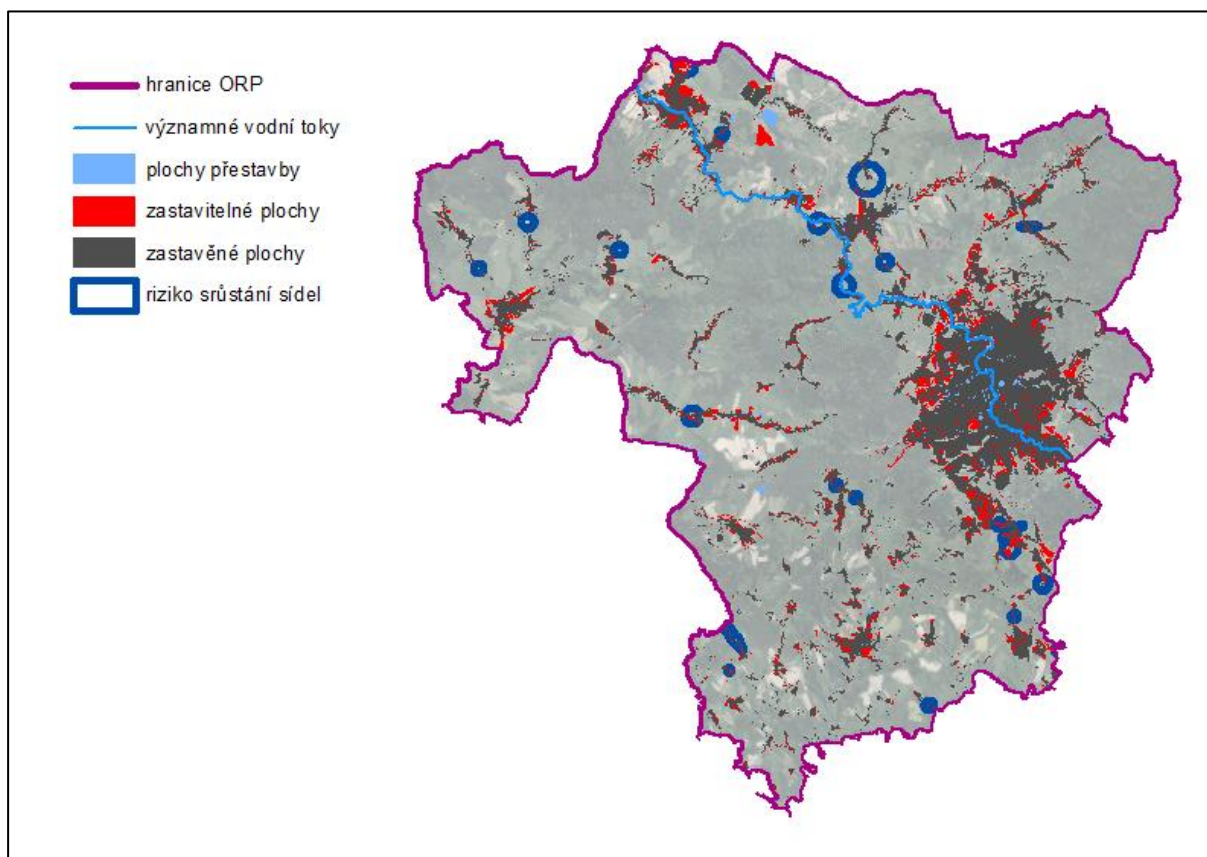 hranice ORP
významné vodní toky
plochy přestavby
zastavitelné plochy
zastavěné plochy
riziko srůstání sídel